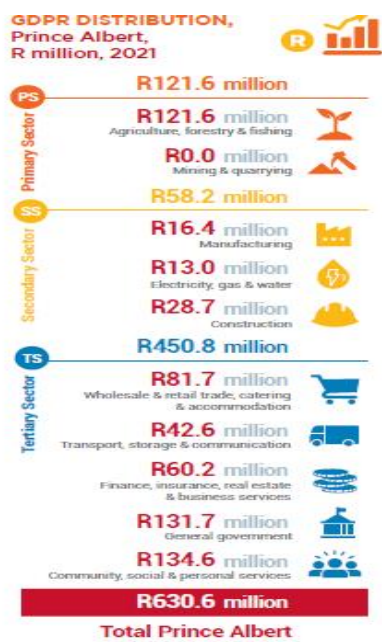 GDPR DISTRIBUTION,
Prince Albert,
R million, 2021
R
R121.6 million
PS
Primary Sector
R121.6 million
Agriculture, forestry & fishing
R0.0 million
Mining & quarrying
R58.2 million
SS
Secondary Sector
R16.4 million
Manufacturing
R13.0 million
Electricity, gas & water
R28.7 million
Construction
R450.8 million
TS
Tertiary Sector
R81.7 million
Wholesale & retail trade, catering
& accommodation
R42.6 million
Transport, storage & communication
R60.2 million
Finance, insurance, real estate
& business services
R131.7 million
General government
R134.6 million
Community, social & personal services
R630.6 million
Total Prince Albert